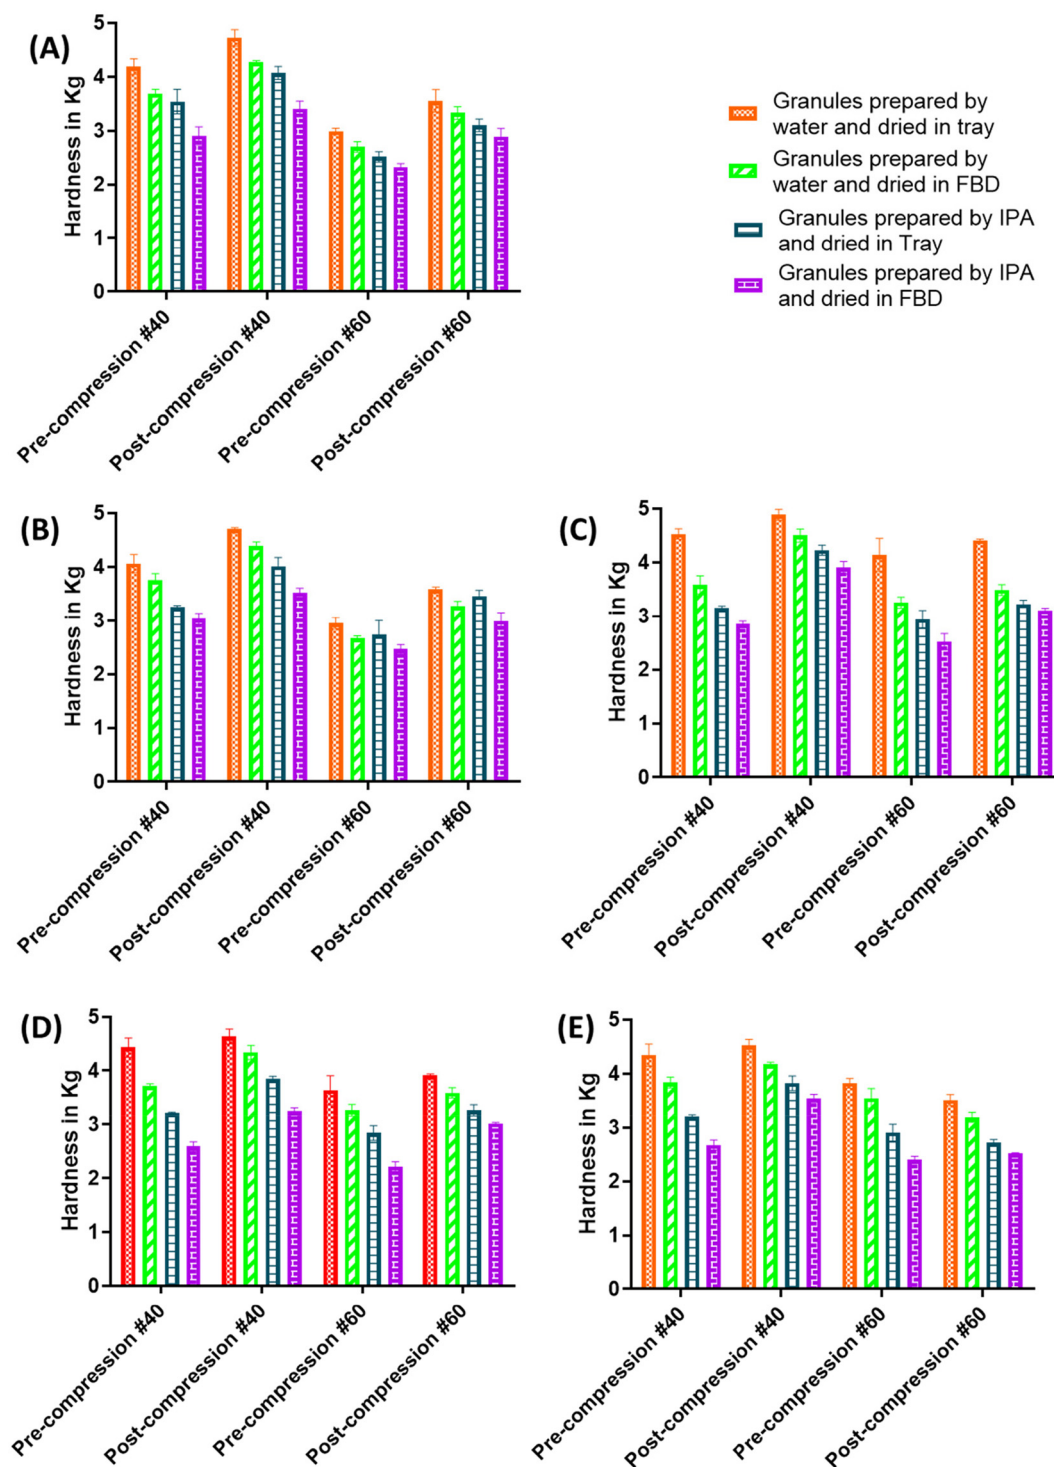 (A)
Hardness in Kg
5
4
3
2
1
0
Pre-compression #40
Post-compression #40
Pre-compression #60
Post-compression #60
Granules prepared by
water and dried in tray
Granules prepared by
water and dried in FBD
Granules prepared by IPA
and dried in Tray
Granules prepared by IPA
and dried in FBD
(B)
Hardness in Kg
5
4
3
2
1
0
Pre-compression #40
Post-compression #40
Pre-compression #60
Post-compression #60
(C)
Hardness in Kg
5
4
3
2
1
0
Pre-compression #40
Post-compression #40
Pre-compression #60
Post-compression #60
(D)
Hardness in Kg
5
4
3
2
1
0
Pre-compression #40
Post-compression #40
Pre-compression #60
Post-compression #60
(E)
Hardness in Kg
5
4
3
2
1
0
Pre-compression #40
Post-compression #40
Pre-compression #60
Post-compression #60